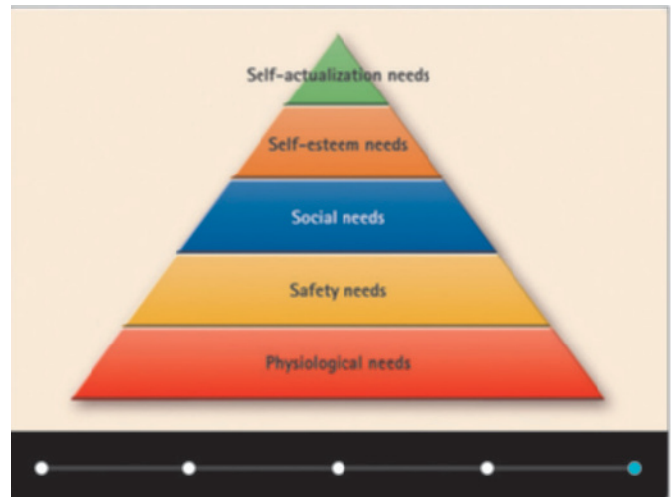 Self-actualization needs
Self-esteem needs
Social needs
Safety needs
Physiological needs